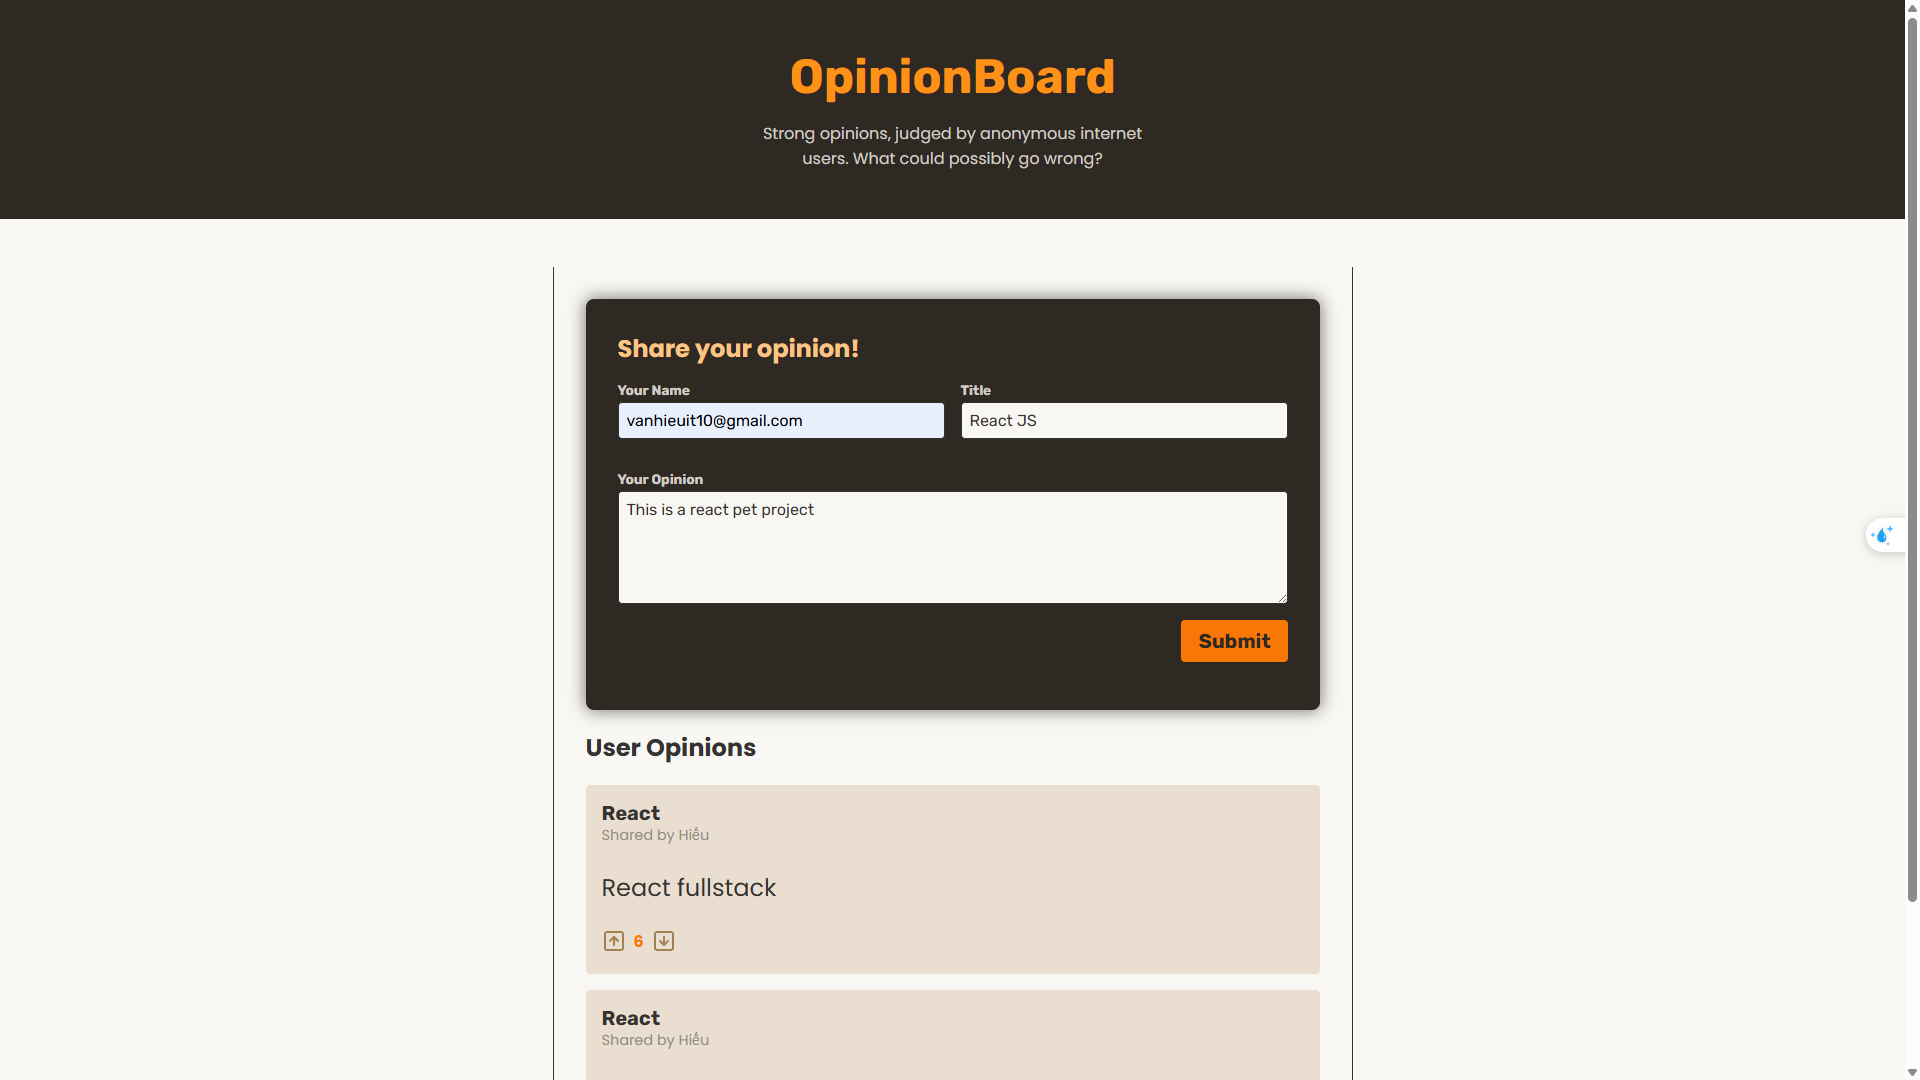 OpinionBoard
Strong opinions, judged by anonymous internet
users. What could possibly go wrong?
Share your opinion!
Your Name
Title
vanhieuit10@gmail.com
React JS
Your Opinion
This is a react pet project
Submit
User Opinions
React
Shared by Hiếu
React fullstack
6
React
Shared by Hiếu